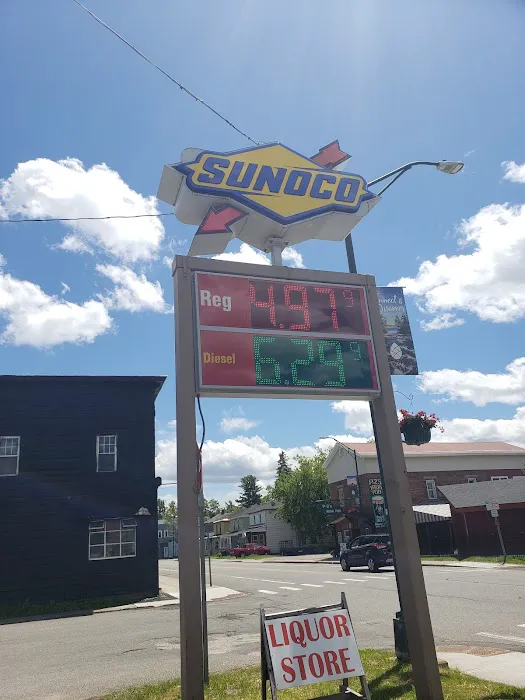 SUNOCO
Reg 4.97 9
Diesel 6.29 9
LIQUOR
STORE